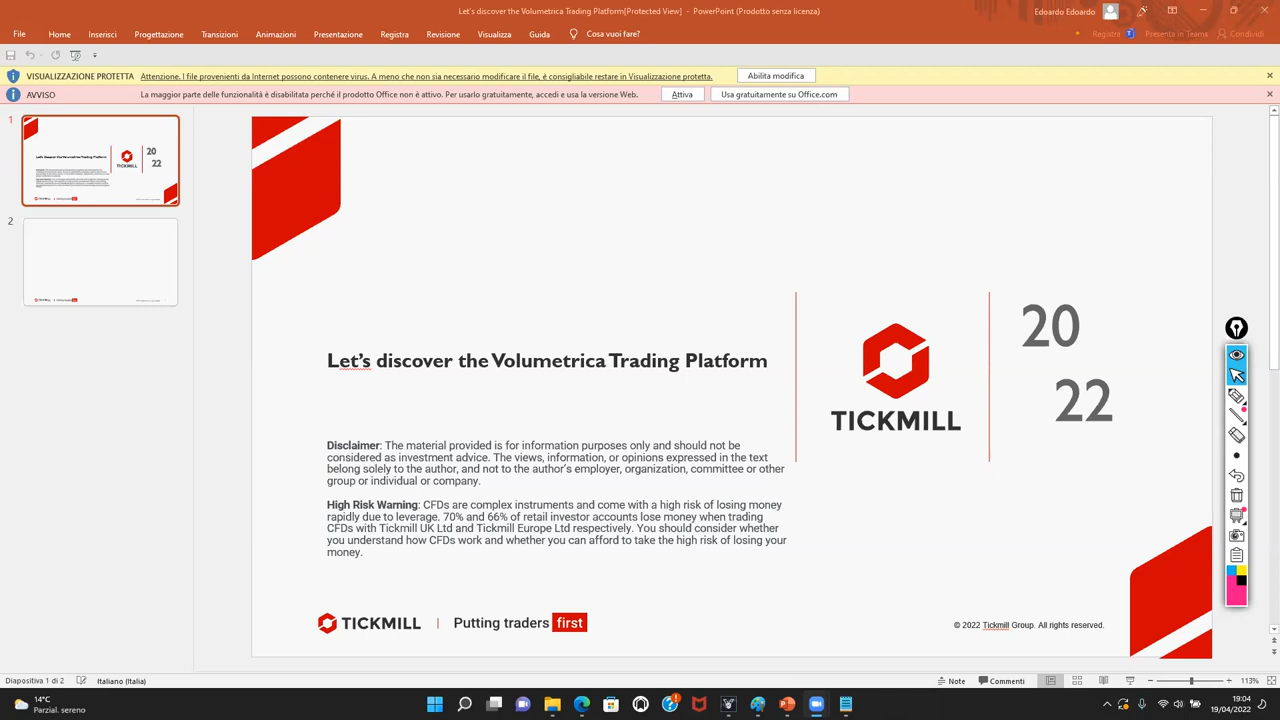 Let's discover the Volumetrica Trading Platform[Protected View] - PowerPoint (Prodotto senza licenza)
Edoardo Edoardo
File Home Inserisci Progettazione Transizioni Animazioni Presentazione Registra Revisione Visualizza Guida Cosa vuoi fare?
Registra Presenta in Teams Condividi
VISUALIZZAZIONE PROTETTA Attenzione. I file provenienti da Internet possono contenere virus. A meno che non sia necessario modificare il file, è consigliabile restare in Visualizzazione protetta. Abilita modifica
AVVISO La maggior parte delle funzionalità è disabilitata perché il prodotto Office non è attivo. Per usarlo gratuitamente, accedi e usa la versione Web. Attiva Usa gratuitamente su Office.com
1
Let's discover the Volumetrica Trading Platform
TICKMILL
20
22
2
Let's discover the Volumetrica Trading Platform
TICKMILL
20
22
Disclaimer: The material provided is for information purposes only and should not be
considered as investment advice. The views, information, or opinions expressed in the text
belong solely to the author, and not to the author's employer, organization, committee or other
group or individual or company.
High Risk Warning: CFDs are complex instruments and come with a high risk of losing money
rapidly due to leverage. 70% and 66% of retail investor accounts lose money when trading
CFDs with Tickmill UK Ltd and Tickmill Europe Ltd respectively. You should consider whether
you understand how CFDs work and whether you can afford to take the high risk of losing your
money.
TICKMILL | Putting traders first
© 2022 Tickmill Group. All rights reserved.
Diapositiva 1 di 2 Italiano (Italia) Note Commenti 113%
14°C
Parzial. sereno
19:04
19/04/2022